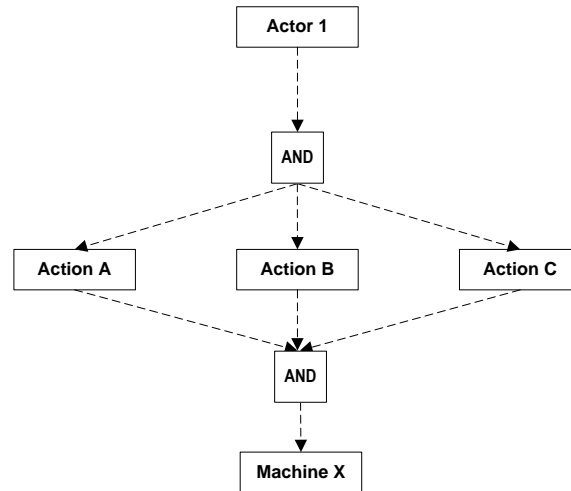 Actor 1
AND
Action A
Action B
Action C
AND
Machine X